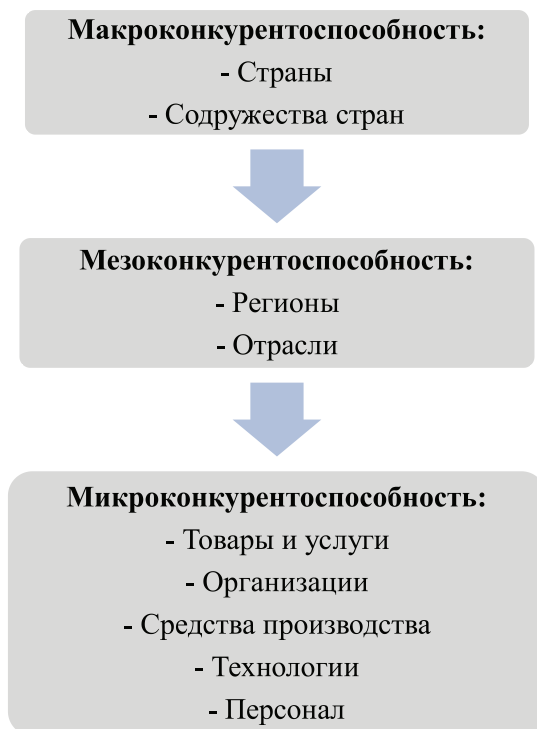 Макроконкурентоспособность:
- Страны
- Содружества стран
Мезоконкурентоспособность:
- Регионы
- Отрасли
Микроконкурентоспособность:
- Товары и услуги
- Организации
- Средства производства
- Технологии
- Персонал